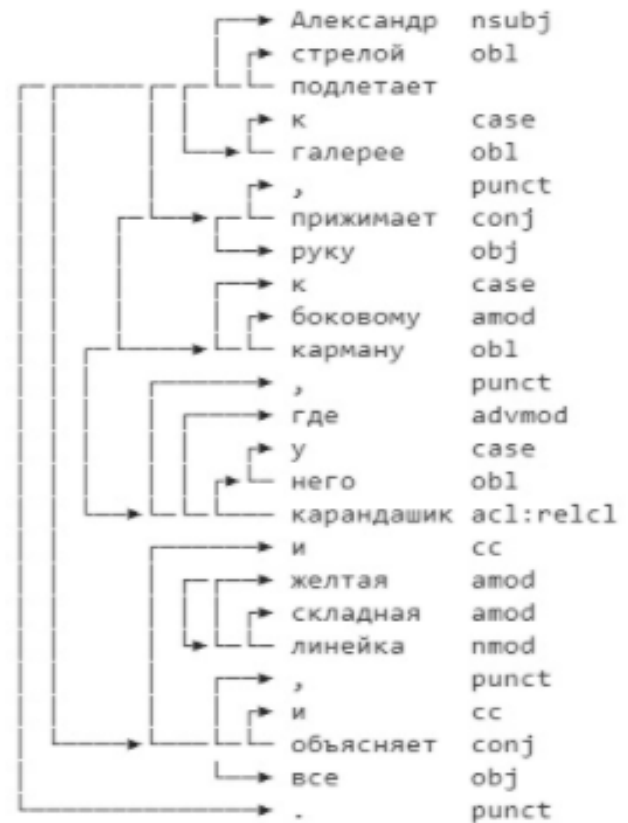 Александр nsubj
стрелой obl
подлетает
к case
галерее obl
, punct
прижимает conj
руку obj
к case
боковому amod
карману obl
, punct
где advmod
у case
него obl
карандашик acl:relcl
и cc
желтая amod
складная amod
линейка nmod
, punct
и cc
объясняет conj
все obj
. punct